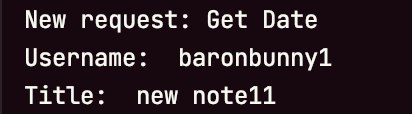 New request: Get Date
Username:  baronbunny1
Title:  new note11